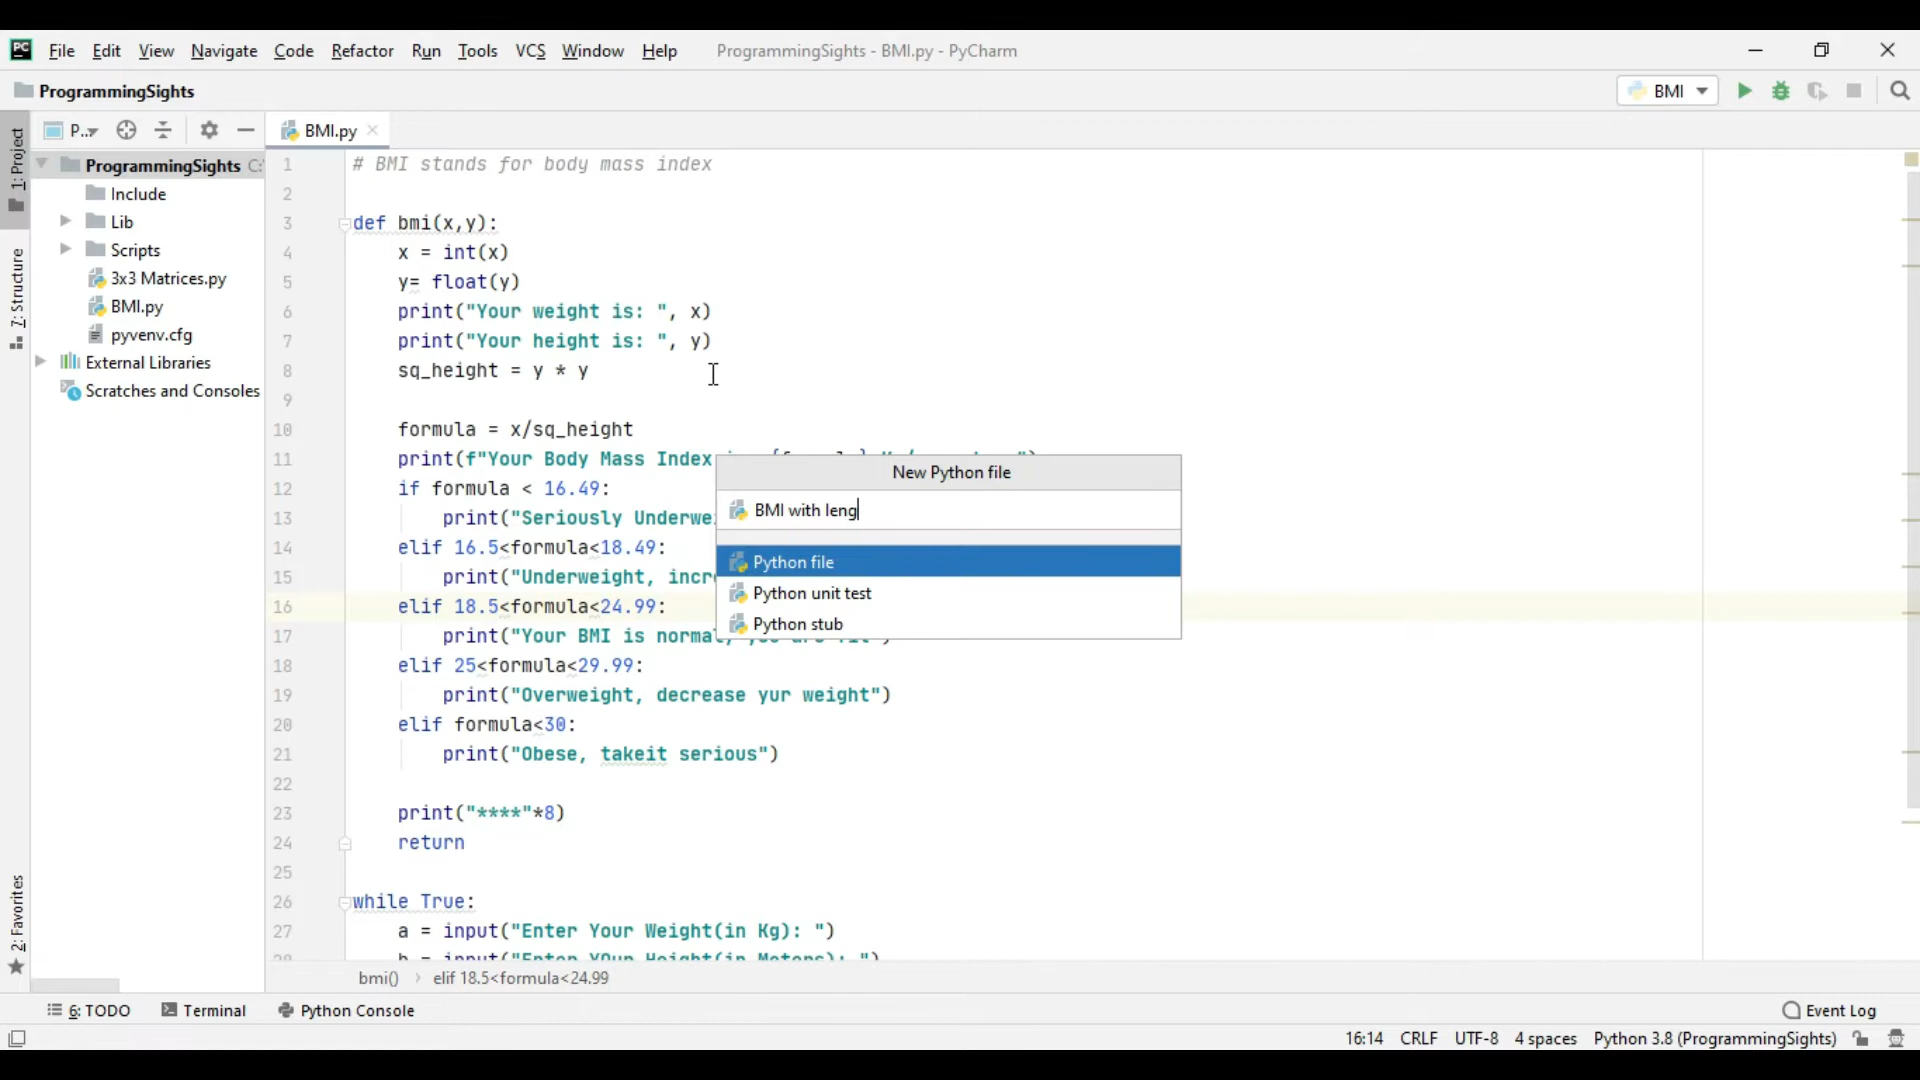 PC File Edit View Navigate Code Refactor Run Tools VCS Window Help ProgrammingSights - BMI.py - PyCharm
ProgrammingSights BMI
P.. BMI.py
1: Project
7: Structure
2: Favorites
ProgrammingSights C:
Include
Lib
Scripts
3x3 Matrices.py
BMI.py
pyvenv.cfg
External Libraries
Scratches and Consoles
1 # BMI stands for body mass index
2
3 def bmi(x,y):
4 x = int(x)
5 y= float(y)
6 print("Your weight is: ", x)
7 print("Your height is: ", y)
8 sq_height = y * y
9
10 formula = x/sq_height
11 print(f"Your Body Mass Index
12 if formula < 16.49:
13 print("Seriously Underwe
14 elif 16.5<formula<18.49:
15 print("Underweight, incr
16 elif 18.5<formula<24.99:
17 print("Your BMI is normal,
18 elif 25<formula<29.99:
19 print("Overweight, decrease yur weight")
20 elif formula<30:
21 print("Obese, takeit serious")
22
23 print("****"*8)
24 return
25
26 while True:
27 a = input("Enter Your Weight(in Kg): ")
28 b = input("Enter YOur Height(in Meters): ")
New Python file
BMI with leng
Python file
Python unit test
Python stub
bmi() › elif 18.5<formula<24.99
6: TODO Terminal Python Console Event Log
16:14 CRLF UTF-8 4 spaces Python 3.8 (ProgrammingSights)